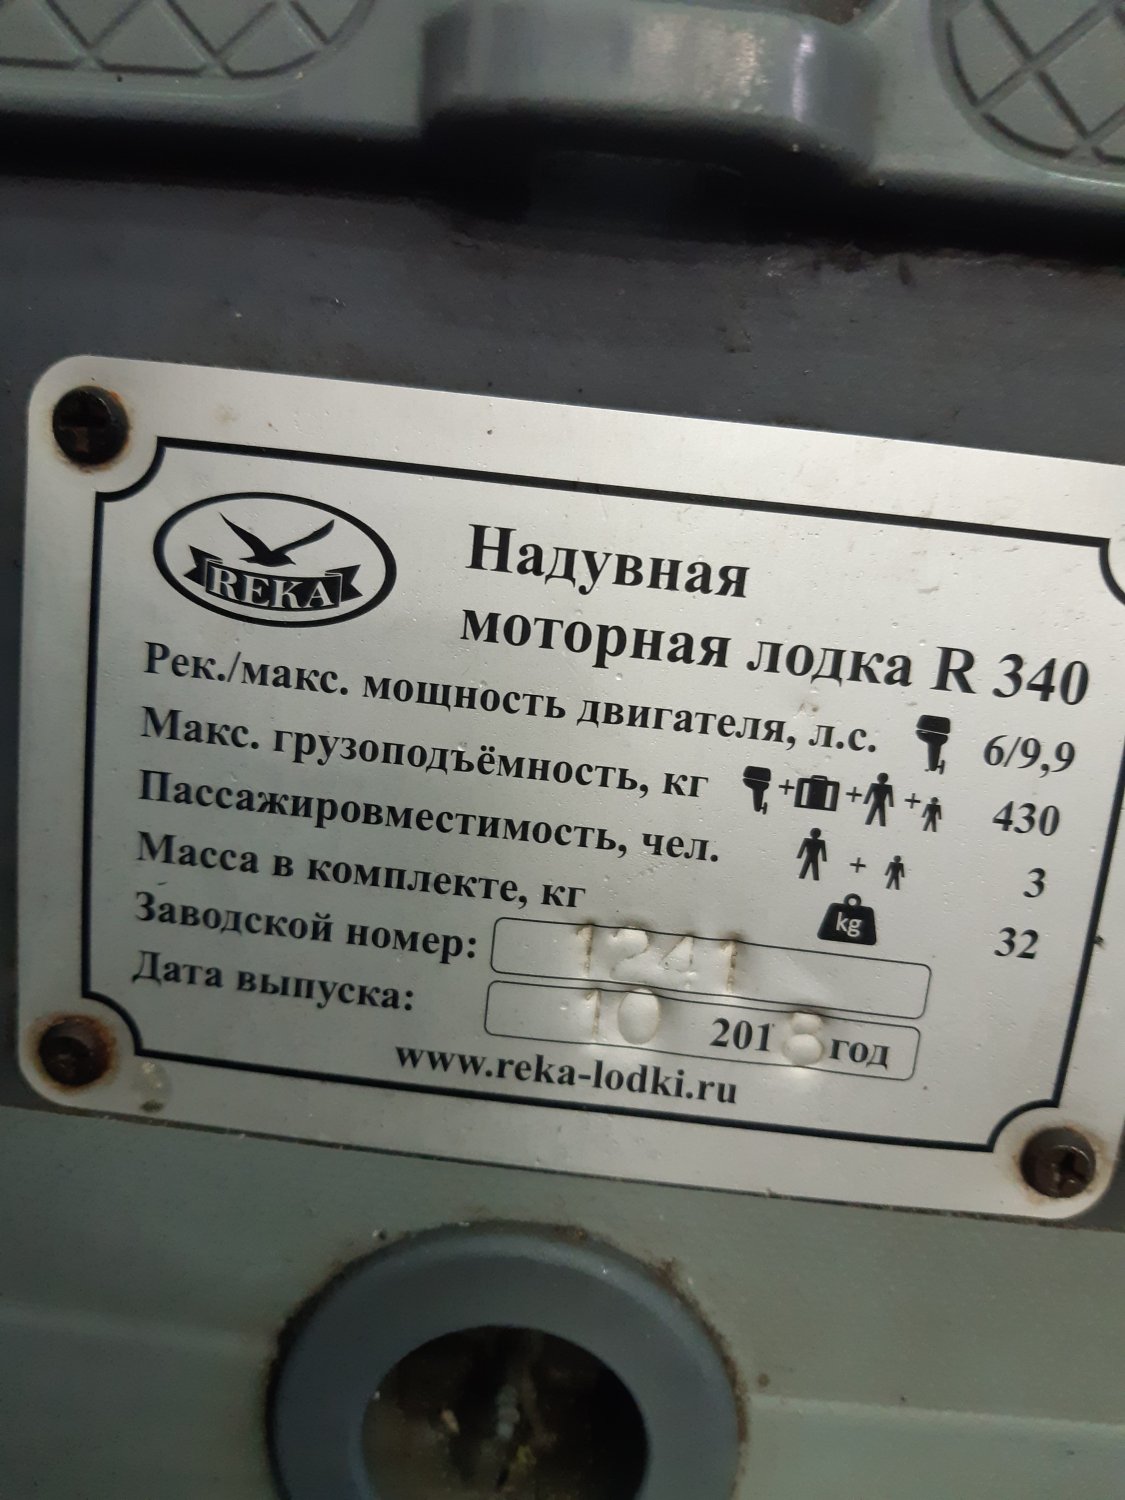 REKA
Надувная
моторная лодка R 340
Рек./макс. мощность двигателя, л.с. 6/9,9
Макс. грузоподъёмность, кг + + + 430
Пассажировместимость, чел. + 3
Масса в комплекте, кг kg 32
Заводской номер: 1241
Дата выпуска: 10 2018 год
www.reka-lodki.ru